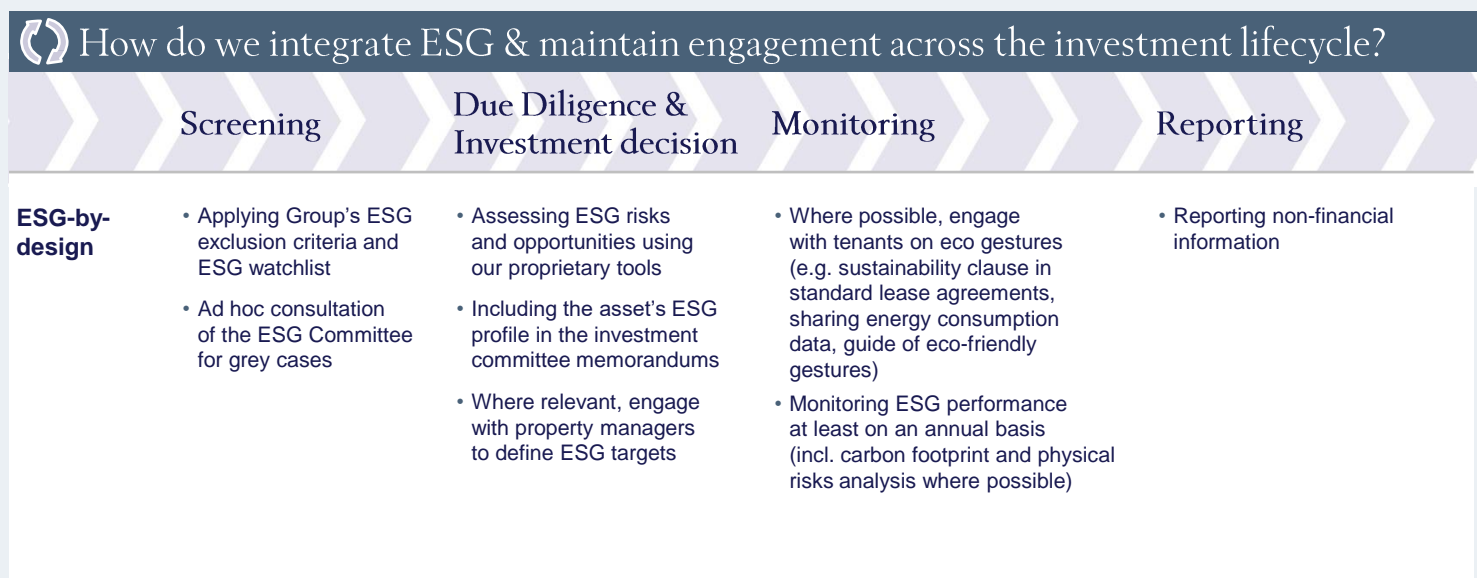 How do we integrate ESG & maintain engagement across the investment lifecycle?
Screening
Due Diligence &
Investment decision
Monitoring
Reporting
ESG-by-
design
• Applying Group's ESG
exclusion criteria and
ESG watchlist
• Ad hoc consultation
of the ESG Committee
for grey cases
• Assessing ESG risks
and opportunities using
our proprietary tools
• Including the asset's ESG
profile in the investment
committee memorandums
• Where relevant, engage
with property managers
to define ESG targets
• Where possible, engage
with tenants on eco gestures
(e.g. sustainability clause in
standard lease agreements,
sharing energy consumption
data, guide of eco-friendly
gestures)
• Monitoring ESG performance
at least on an annual basis
(incl. carbon footprint and physical
risks analysis where possible)
• Reporting non-financial
information